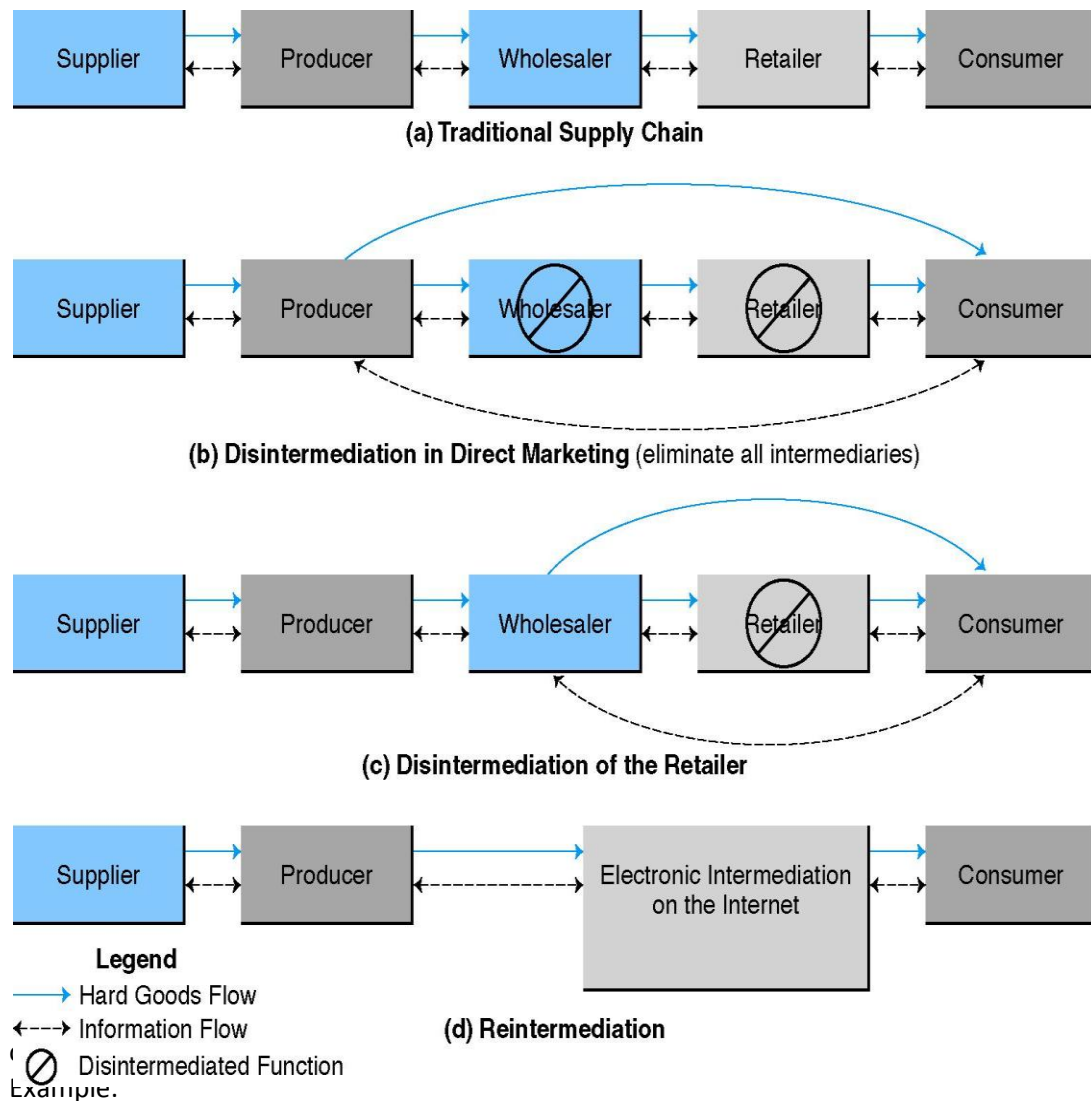 Supplier Producer Wholesaler Retailer Consumer
(a) Traditional Supply Chain
Supplier Producer Wholesaler Retailer Consumer
(b) Disintermediation in Direct Marketing (eliminate all intermediaries)
Supplier Producer Wholesaler Retailer Consumer
(c) Disintermediation of the Retailer
Supplier Producer Electronic Intermediation on the Internet Consumer
Legend
Hard Goods Flow
Information Flow
(d) Reintermediation
Disintermediated Function
Example: